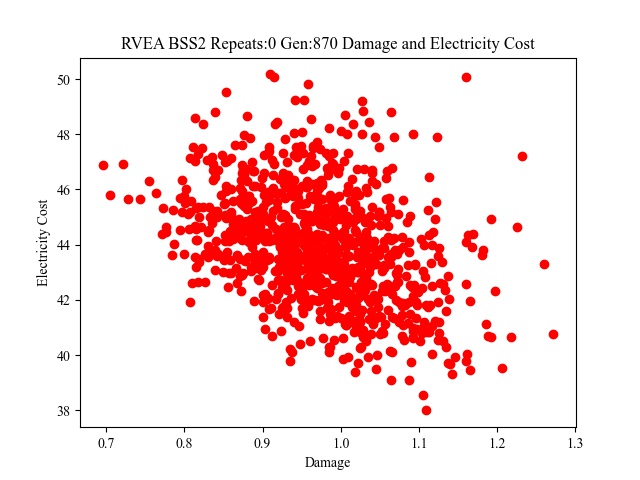 RVEA BSS2 Repeats:0 Gen:870 Damage and Electricity Cost
50
48
46
44
42
40
38
Electricity Cost
0.7 0.8 0.9 1.0 1.1 1.2 1.3
Damage